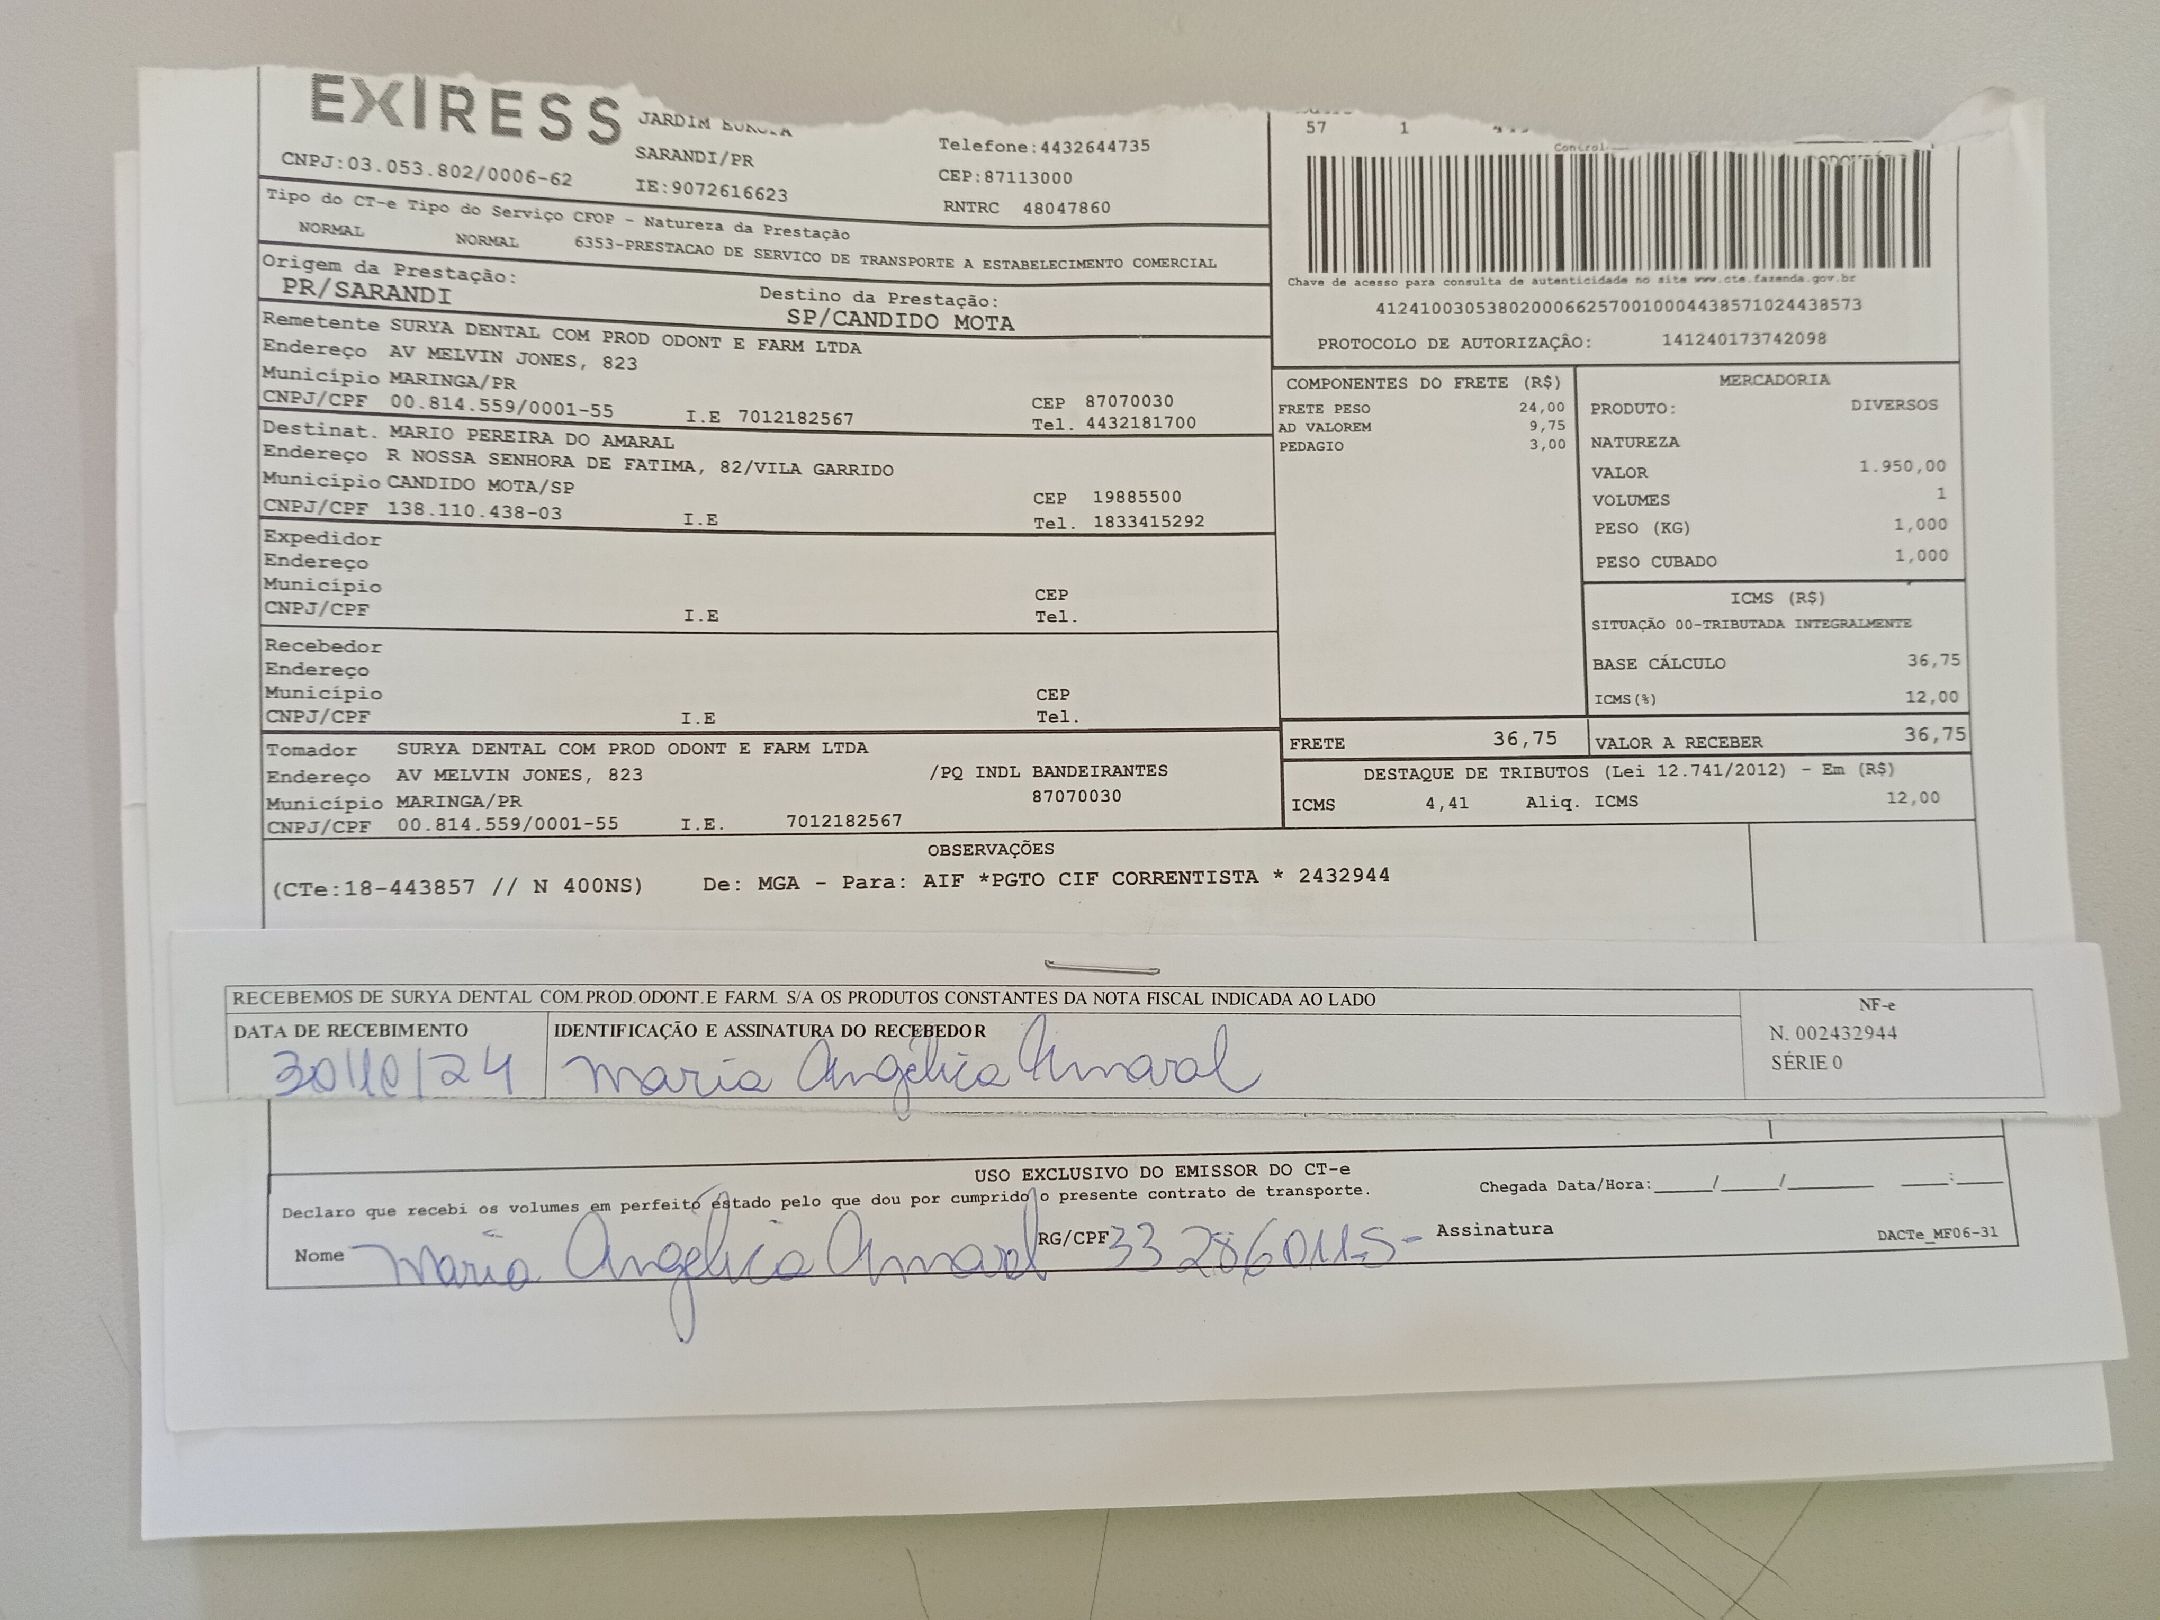 EXIRESS
JARDIM EUROPA
SARANDI/PR
CNPJ:03.053.802/0006-62
IE:9072616623
Telefone:4432644735
CEP:87113000
RNTRC 48047860
57 1
Tipo do CT-e Tipo do Serviço CFOP - Natureza da Prestação
NORMAL NORMAL 6353-PRESTACAO DE SERVICO DE TRANSPORTE A ESTABELECIMENTO COMERCIAL
Origem da Prestação:
PR/SARANDI
Destino da Prestação:
SP/CANDIDO MOTA
Chave de acesso para consulta de autenticidade no site www.cte.fazenda.gov.br
41241003053802000662570010004438571024438573
PROTOCOLO DE AUTORIZAÇÂO: 141240173742098
Remetente SURYA DENTAL COM PROD ODONT E FARM LTDA
Endereço AV MELVIN JONES, 823
Município MARINGA/PR
CEP 87070030
CNPJ/CPF 00.814.559/0001-55 I.E 7012182567 Tel. 4432181700
Destinat. MARIO PEREIRA DO AMARAL
Endereço R NOSSA SENHORA DE FATIMA, 82/VILA GARRIDO
Município CANDIDO MOTA/SP CEP 19885500
CNPJ/CPF 138.110.438-03 I.E Tel. 1833415292
Expedidor
Endereço
Município CEP
CNPJ/CPF I.E Tel.
Recebedor
Endereço
Município CEP
CNPJ/CPF I.E Tel.
Tomador SURYA DENTAL COM PROD ODONT E FARM LTDA
Endereço AV MELVIN JONES, 823 /PQ INDL BANDEIRANTES
Município MARINGA/PR 87070030
CNPJ/CPF 00.814.559/0001-55 I.E. 7012182567
COMPONENTES DO FRETE (R$)
FRETE PESO 24,00
AD VALOREM 9,75
PEDAGIO 3,00
MERCADORIA
PRODUTO: DIVERSOS
NATUREZA
VALOR 1.950,00
VOLUMES 1
PESO (KG) 1,000
PESO CUBADO 1,000
ICMS (R$)
SITUAÇÃO 00-TRIBUTADA INTEGRALMENTE
BASE CÁLCULO 36,75
ICMS(%) 12,00
FRETE 36,75 VALOR A RECEBER 36,75
DESTAQUE DE TRIBUTOS (Lei 12.741/2012) - Em (R$)
ICMS 4,41 Aliq. ICMS 12,00
OBSERVAÇÕES
(CTe:18-443857 // N 400NS) De: MGA - Para: AIF *PGTO CIF CORRENTISTA * 2432944
RECEBEMOS DE SURYA DENTAL COM.PROD.ODONT.E FARM. S/A OS PRODUTOS CONSTANTES DA NOTA FISCAL INDICADA AO LADO
DATA DE RECEBIMENTO IDENTIFICAÇÃO E ASSINATURA DO RECEBEDOR
30/10/24 Maria Angélica Amaral
NF-e
N. 002432944
SÉRIE 0
USO EXCLUSIVO DO EMISSOR DO CT-e
Declaro que recebi os volumes em perfeito estado pelo que dou por cumprido o presente contrato de transporte.
Chegada Data/Hora:_____/_____/_______ ____:____
Nome Maria Angélica Amaral RG/CPF Assinatura
DACTe_MF06-31